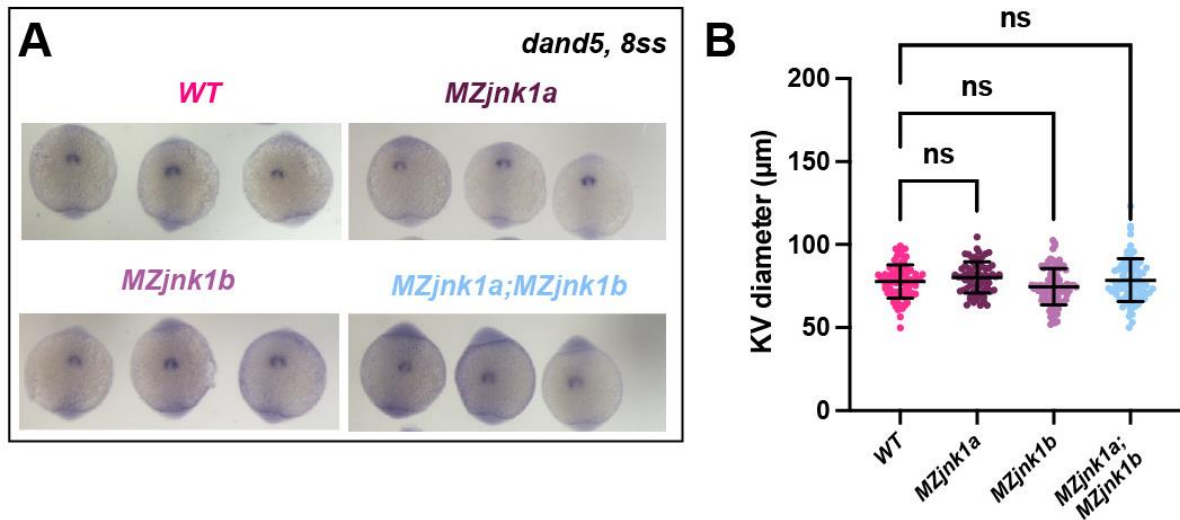 A
dand5, 8ss
WT
MZjnk1a
MZjnk1b
MZjnk1a;MZjnk1b
B
ns
ns
ns
KV diameter (µm)
200
150
100
50
0
WT
MZjnk1a
MZjnk1b
MZjnk1a;
MZjnk1b